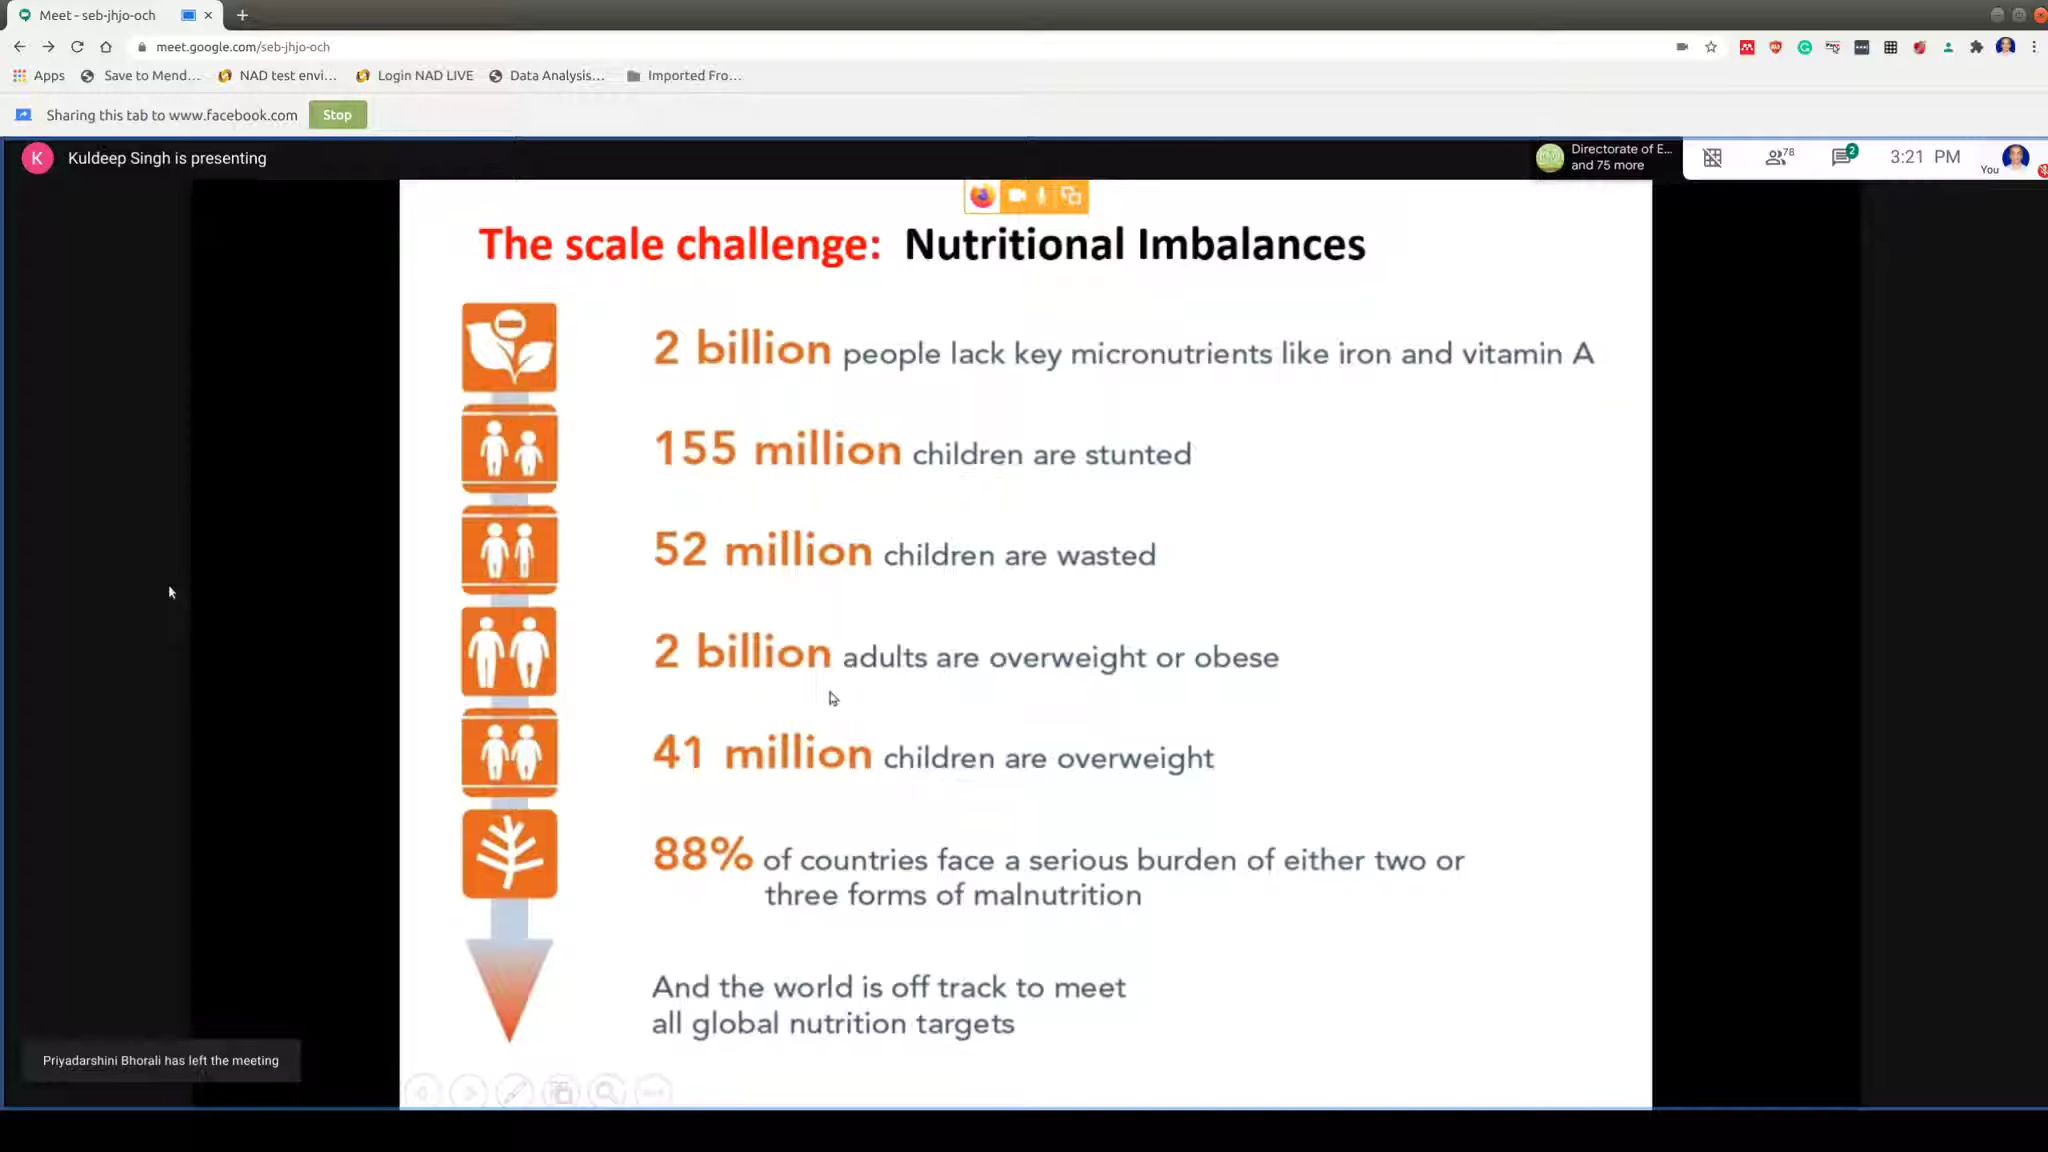 Meet - seb-jhjo-och
meet.google.com/seb-jhjo-och
Apps
Save to Mend...
NAD test envi...
Login NAD LIVE
Data Analysis...
Imported Fro...
Sharing this tab to www.facebook.com
Stop
K
Kuldeep Singh is presenting
Directorate of E...
and 75 more
78
2
3:21 PM
You
The scale challenge: Nutritional Imbalances
2 billion people lack key micronutrients like iron and vitamin A
155 million children are stunted
52 million children are wasted
2 billion adults are overweight or obese
41 million children are overweight
88% of countries face a serious burden of either two or
three forms of malnutrition
And the world is off track to meet
all global nutrition targets
Priyadarshini Bhorali has left the meeting